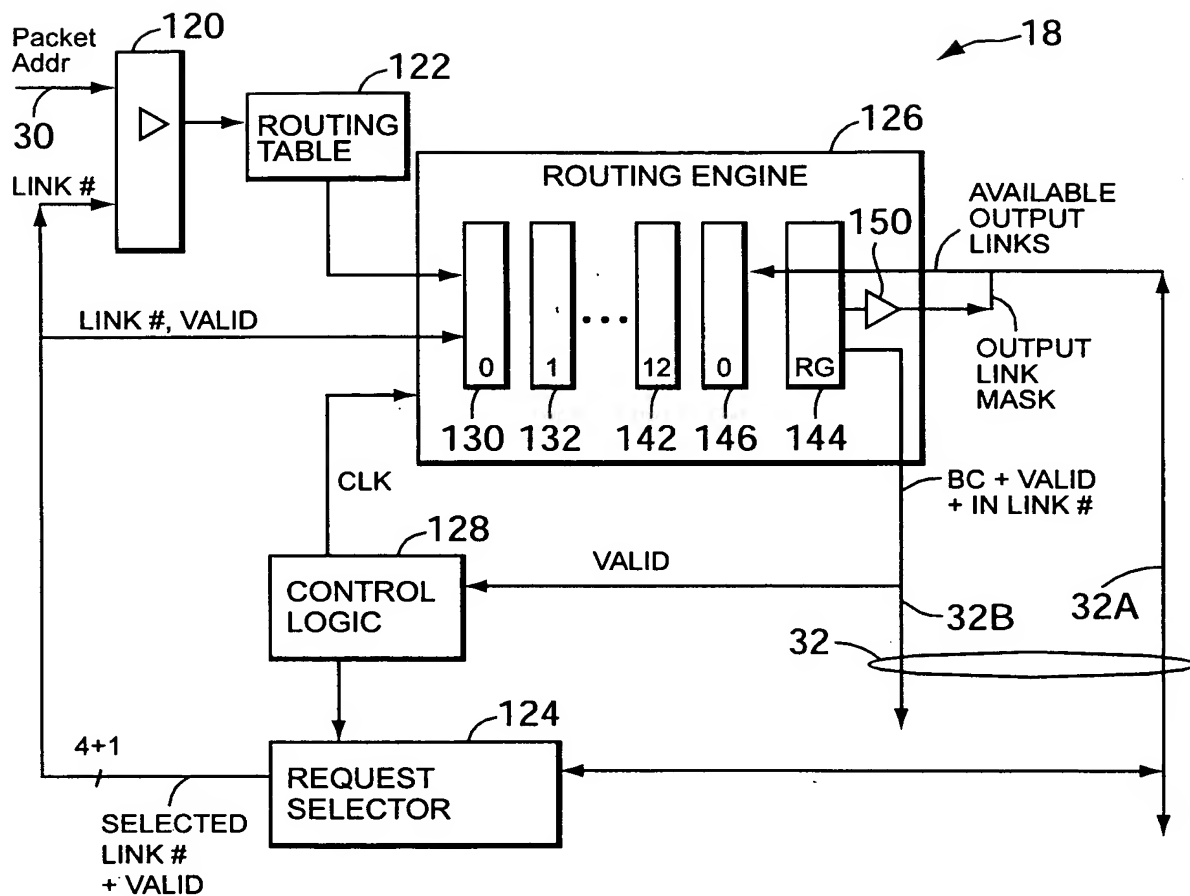 120
Packet
Addr
18
122
30
ROUTING
TABLE
126
ROUTING ENGINE
LINK #
AVAILABLE
OUTPUT
LINKS
150
LINK #, VALID
0
1
12
0
RG
OUTPUT
LINK
MASK
130
132
142
146
144
CLK
BC + VALID
+ IN LINK #
128
VALID
CONTROL
LOGIC
32B
32A
32
124
4+1
REQUEST
SELECTOR
SELECTED
LINK #
+ VALID